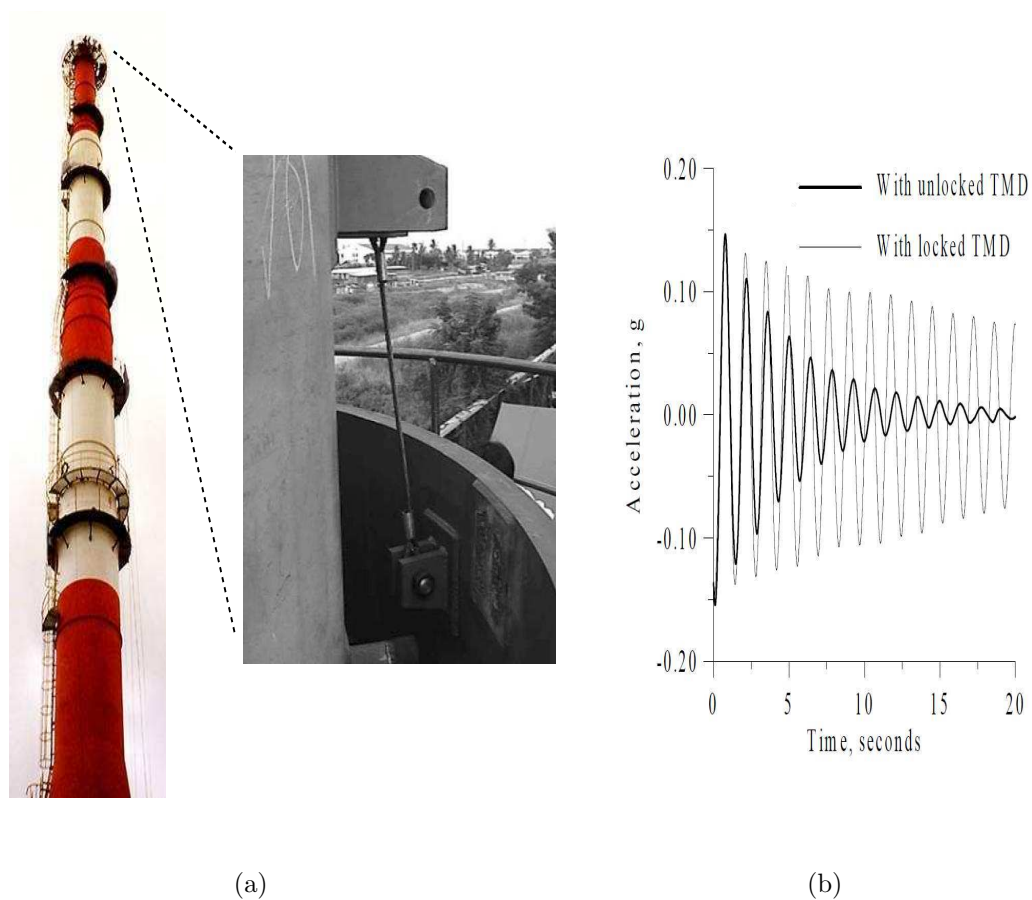 0.20
0.10
0.00
-0.10
-0.20
Acceleration, g
With unlocked TMD
With locked TMD
0 5 10 15 20
Time, seconds
(a)
(b)